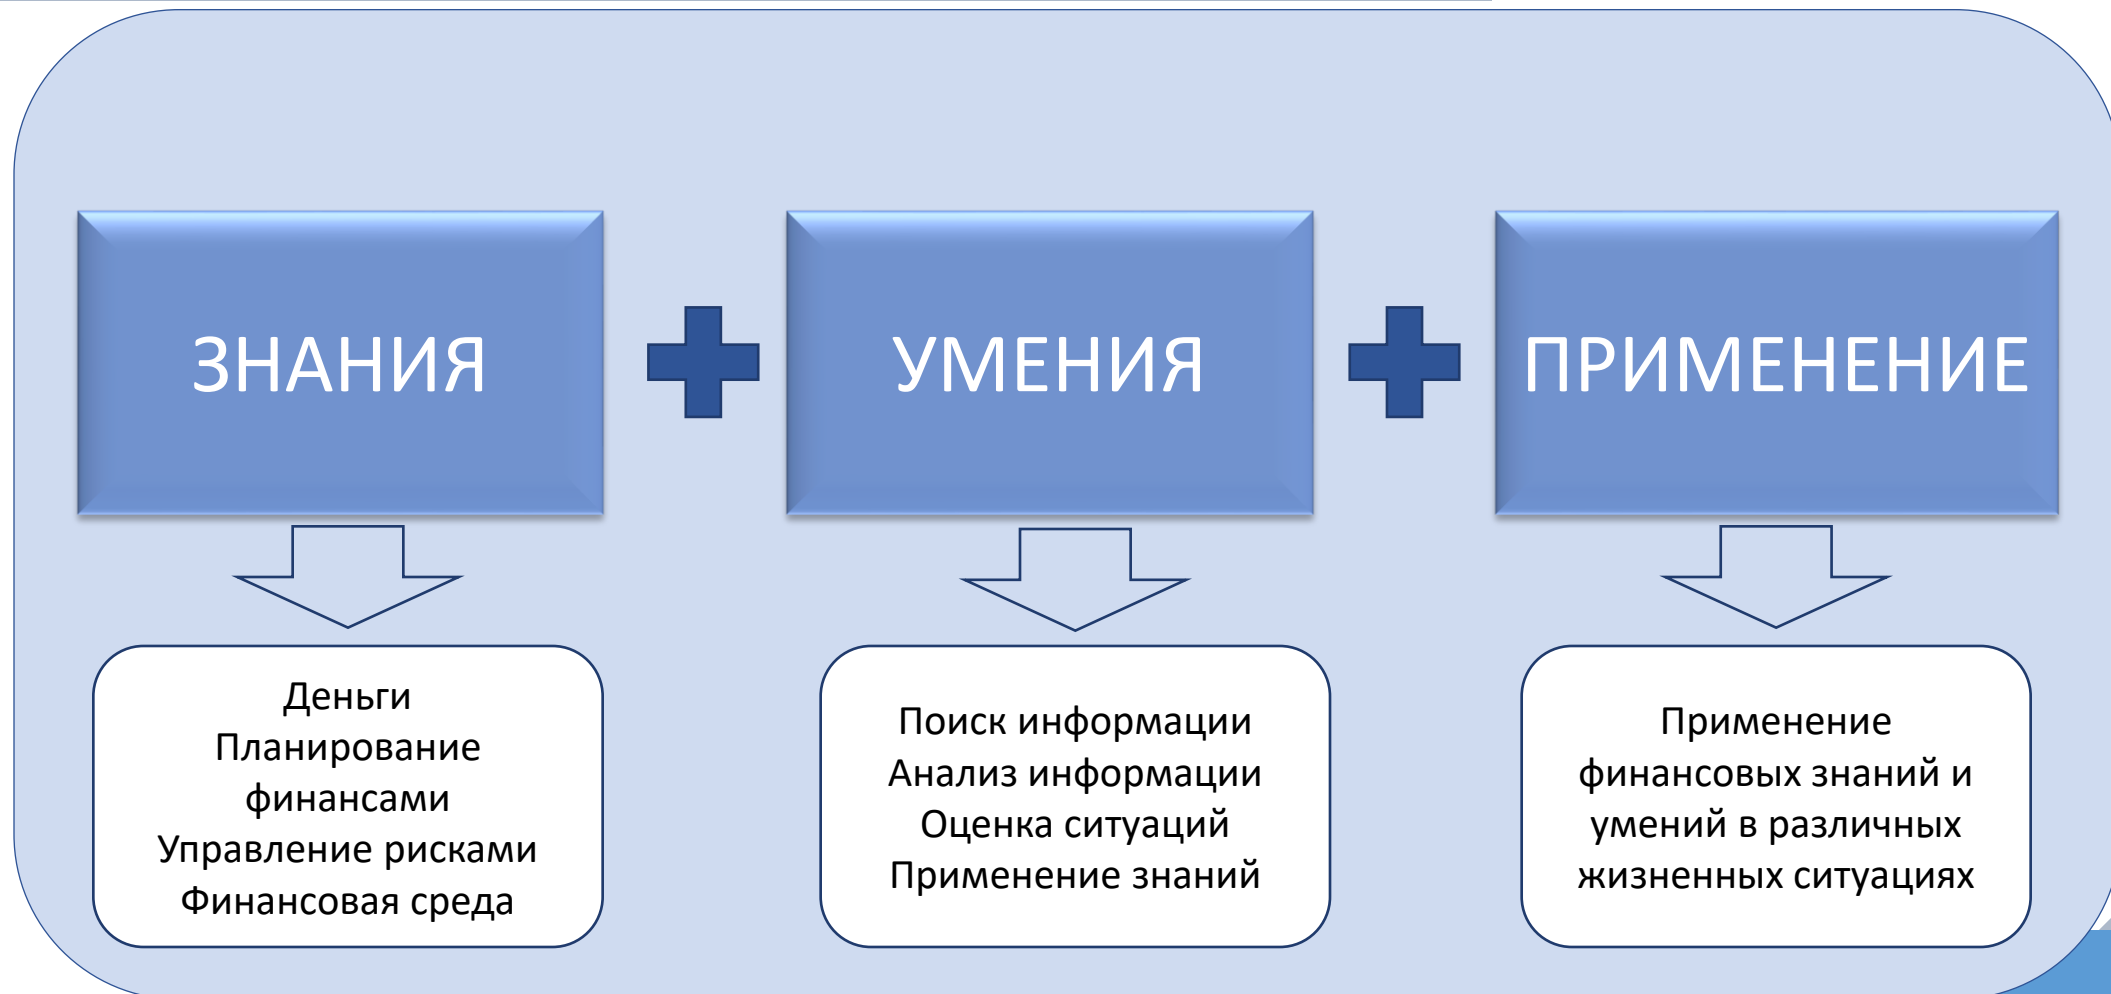 ЗНАНИЯ
УМЕНИЯ
ПРИМЕНЕНИЕ
Деньги
Планирование
финансами
Управление рисками
Финансовая среда
Поиск информации
Анализ информации
Оценка ситуаций
Применение знаний
Применение
финансовых знаний и
умений в различных
жизненных ситуациях